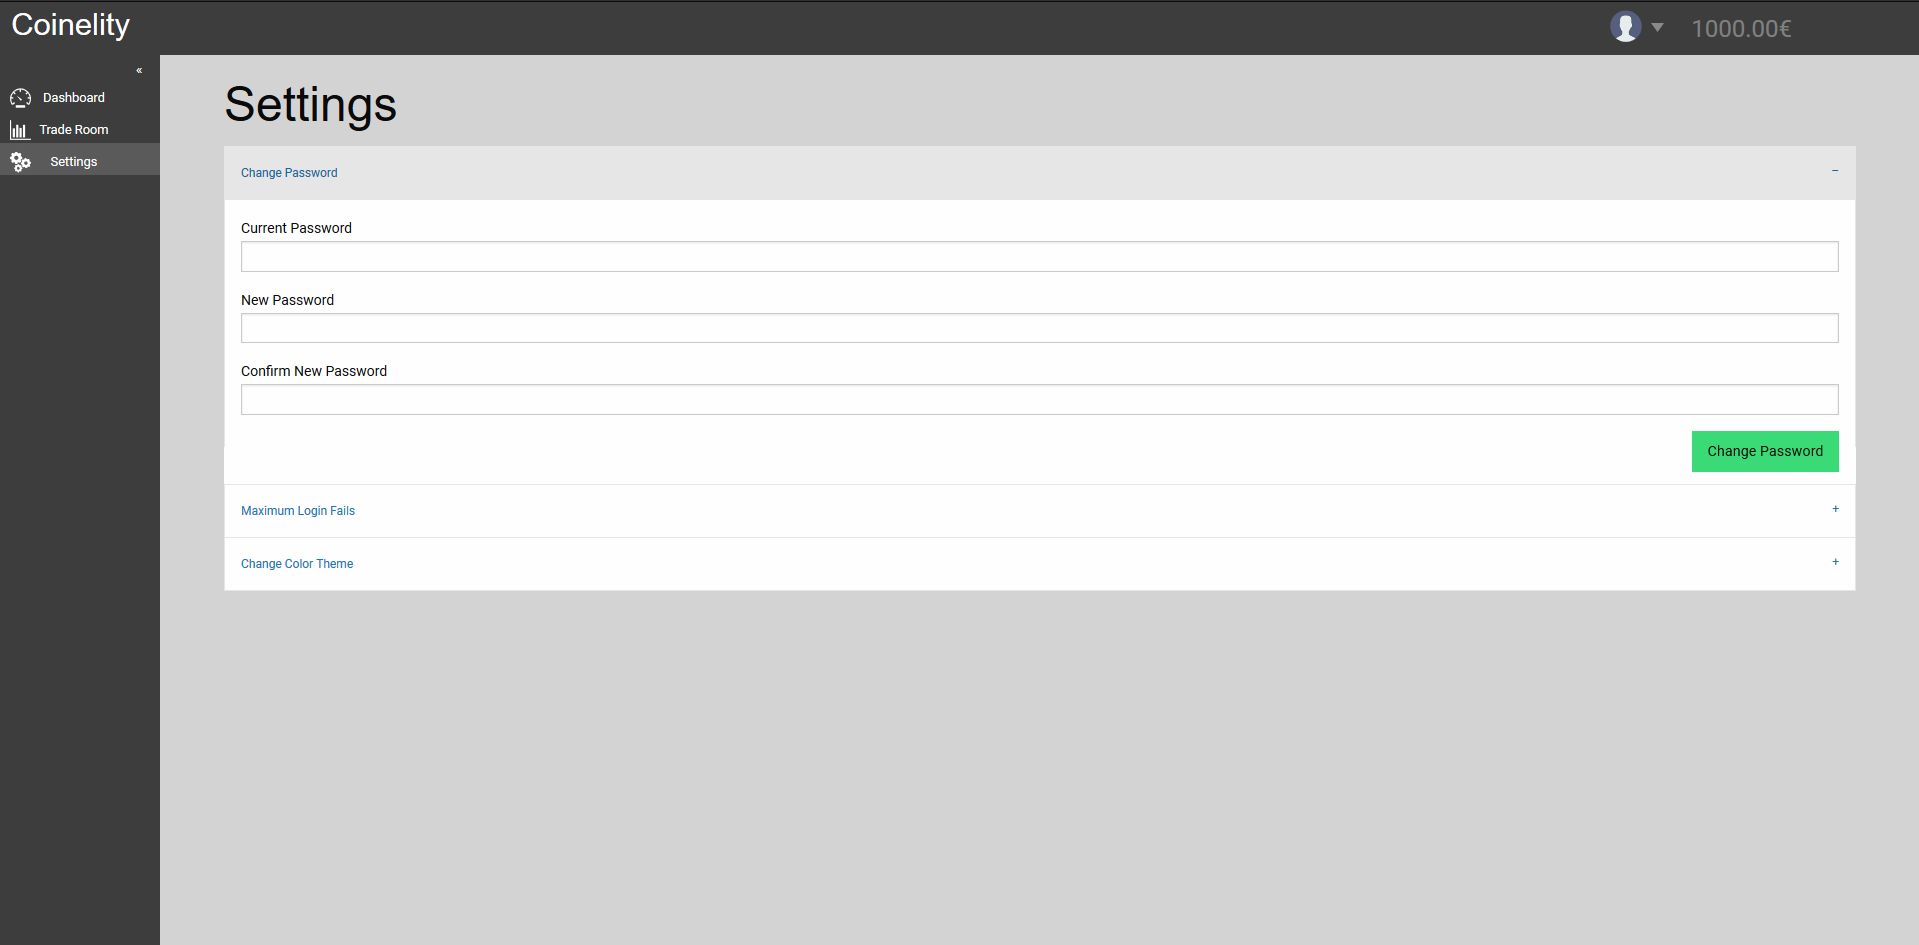 Coinelity
1000.00€
«
Dashboard
Trade Room
Settings
Settings
Change Password
−
Current Password
New Password
Confirm New Password
Change Password
Maximum Login Fails
+
Change Color Theme
+